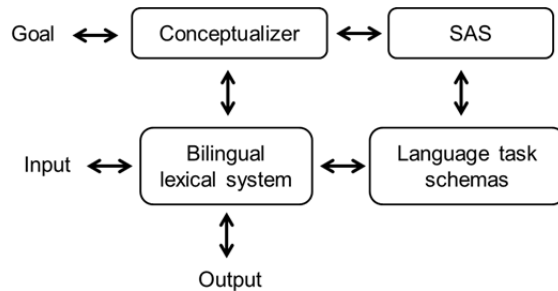 Goal
Conceptualizer
SAS
Input
Bilingual
lexical system
Language task
schemas
Output